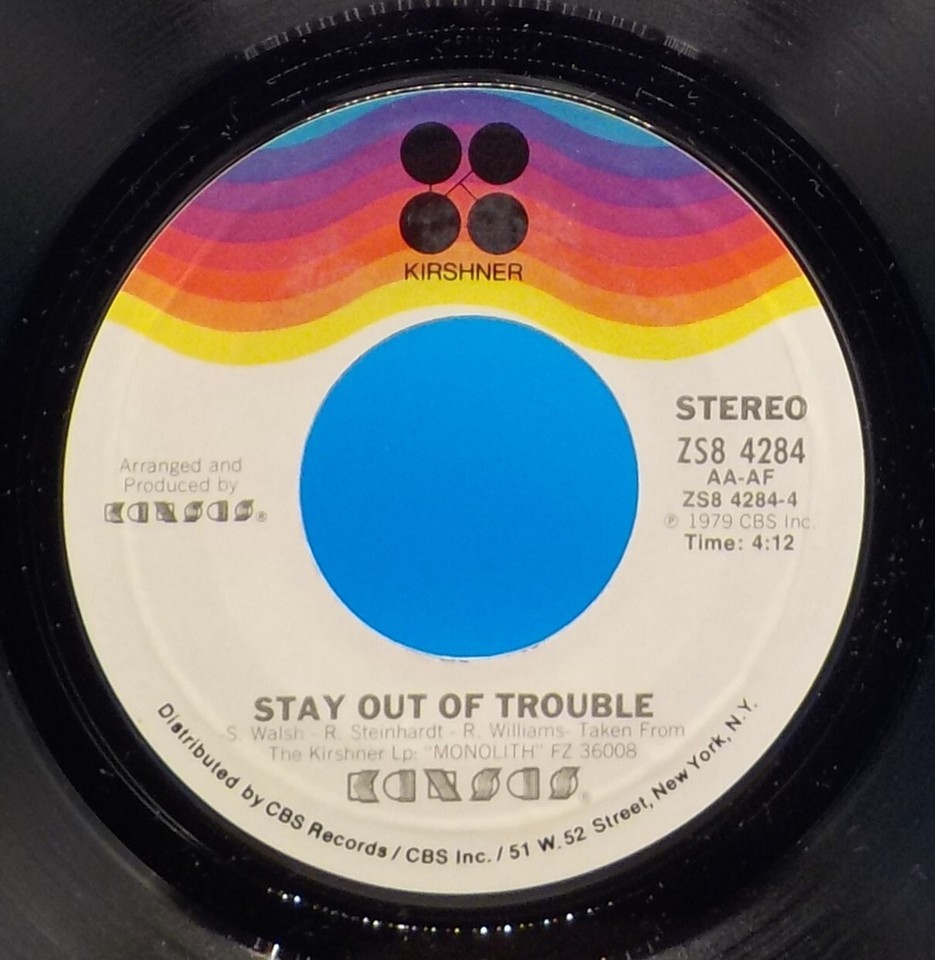 KIRSHNER
STEREO
ZS8 4284
AA-AF
ZS8 4284-4
℗ 1979 CBS Inc.
Time: 4:12
Arranged and
Produced by
KANSAS®
STAY OUT OF TROUBLE
S. Walsh - R. Steinhardt - R. Williams- Taken From
The Kirshner Lp: "MONOLITH" FZ 36008
KANSAS®
Distributed by CBS Records / CBS Inc. / 51 W. 52 Street, New York, N.Y.